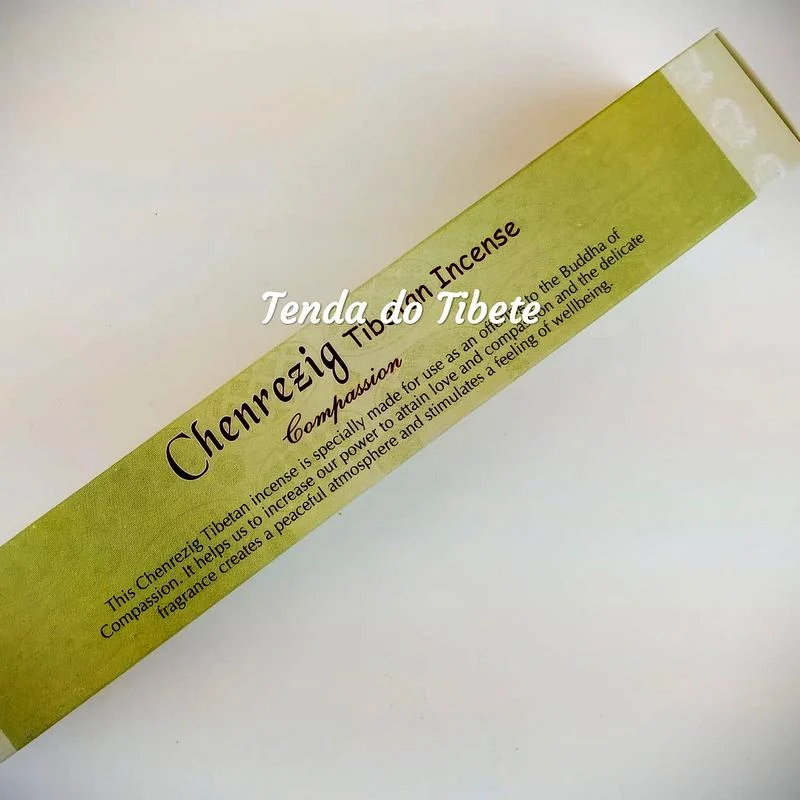 Chenrezig Tibetan Incense
Tenda do Tibete
Compassion
This Chenrezig Tibetan incense is specially made for use as an offering to the Buddha of
Compassion. It helps us to increase our power to attain love and compassion and the delicate
fragrance creates a peaceful atmosphere and stimulates a feeling of wellbeing.